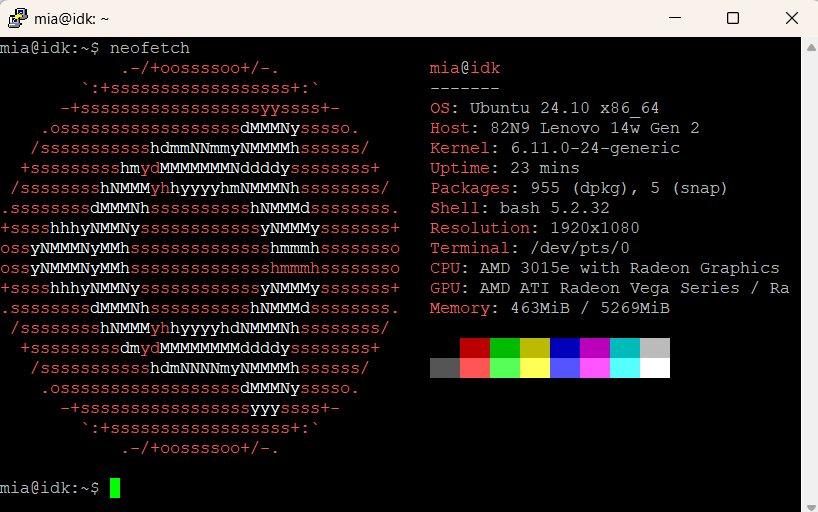 mia@idk: ~
mia@idk:~$ neofetch
            .-/+oossssoo+/-.               mia@idk
        `:+ssssssssssssssssss+:`           -------
      -+ssssssssssssssssssyyssss+-         OS: Ubuntu 24.10 x86_64
    .ossssssssssssssssssdMMMNysssso.       Host: 82N9 Lenovo 14w Gen 2
   /ssssssssssshdmmNNmmyNMMMMhssssss/      Kernel: 6.11.0-24-generic
  +ssssssssshmydMMMMMMMNddddyssssssss+     Uptime: 23 mins
 /sssssssshNMMMyhhyyyyhmNMMMNhssssssss/    Packages: 955 (dpkg), 5 (snap)
.ssssssssdMMMNhsssssssssshNMMMdssssssss.   Shell: bash 5.2.32
+sssshhhyNMMNyssssssssssssyNMMMysssssss+   Resolution: 1920x1080
ossyNMMMNyMMhsssssssssssssshmmmhssssssso   Terminal: /dev/pts/0
ossyNMMMNyMMhsssssssssssssshmmmhssssssso   CPU: AMD 3015e with Radeon Graphics
+sssshhhyNMMNyssssssssssssyNMMMysssssss+   GPU: AMD ATI Radeon Vega Series / Ra
.ssssssssdMMMNhsssssssssshNMMMdssssssss.   Memory: 463MiB / 5269MiB
 /sssssssshNMMMyhhyyyyhdNMMMNhssssssss/
  +sssssssssdmydMMMMMMMMddddyssssssss+
   /ssssssssssshdmNNNNmyNMMMMhssssss/
    .ossssssssssssssssssdMMMNysssso.
      -+sssssssssssssssssyyyssss+-
        `:+ssssssssssssssssss+:`
            .-/+oossssoo+/-.
mia@idk:~$